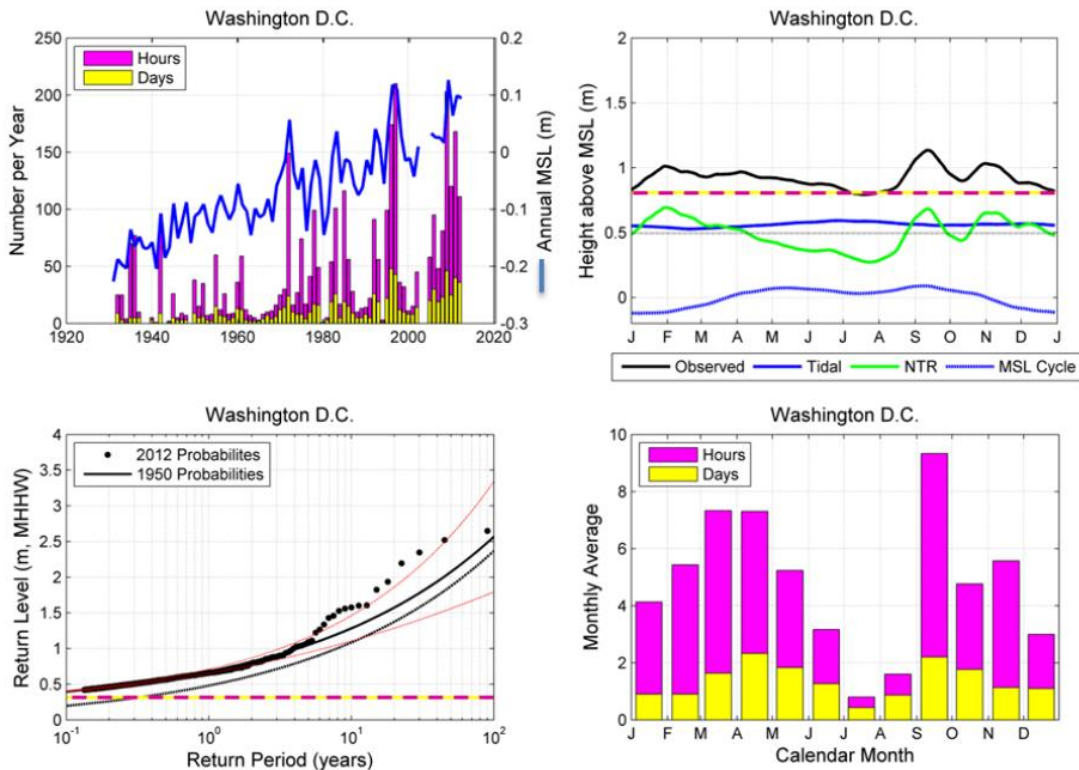 Washington D.C.
250
200
150
100
50
0
Number per Year
Hours
Days
0.2
0.1
0
-0.1
-0.2
-0.3
Annual MSL (m)
1920 1940 1960 1980 2000 2020
Washington D.C.
2
1
0.5
0
Height above MSL (m)
J F M A M J J A S O N D J
Observed Tidal NTR MSL Cycle
Washington D.C.
4
3.5
3
2.5
2
1.5
1
0.5
0
Return Level (m, MHHW)
2012 Probabilites
1950 Probabilities
10-1 100 101 102
Return Period (years)
Washington D.C.
10
8
6
4
2
0
Monthly Average
Hours
Days
J F M A M J J A S O N D
Calendar Month